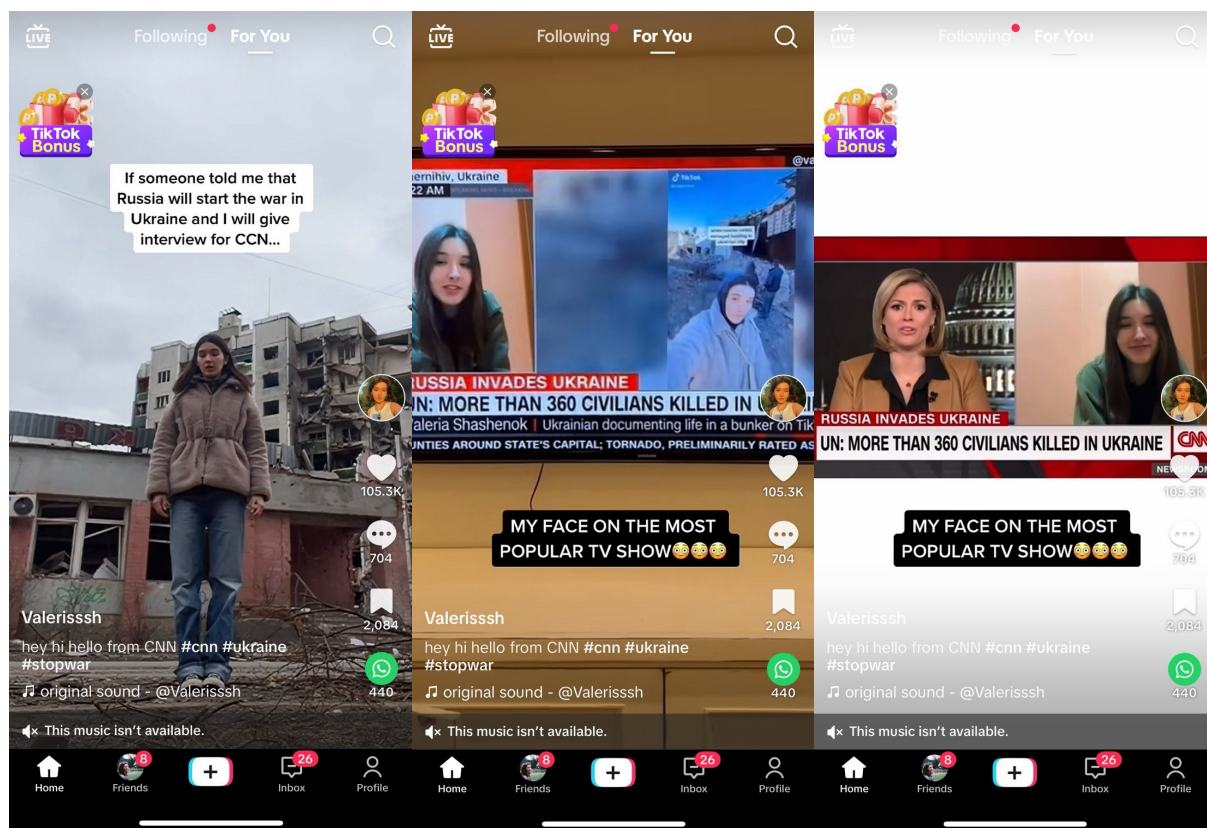 LIVE
Following
For You
TikTok
Bonus
If someone told me that
Russia will start the war in
Ukraine and I will give
interview for CCN...
105.3K
704
2,084
440
Valerisssh
hey hi hello from CNN #cnn #ukraine
#stopwar
original sound - @Valerisssh
This music isn't available.
Home
8
Friends
26
Inbox
Profile
LIVE
Following
For You
TikTok
Bonus
@va
ernihiv, Ukraine
22 AM
TikTok
RUSSIA INVADES UKRAINE
N: MORE THAN 360 CIVILIANS KILLED IN
aleria Shashenok | Ukrainian documenting life in a bunker on Tik
UNTIES AROUND STATE'S CAPITAL; TORNADO, PRELIMINARILY RATED AS
105.3K
MY FACE ON THE MOST
POPULAR TV SHOW😳😳😳
704
2,084
440
Valerisssh
hey hi hello from CNN #cnn #ukraine
#stopwar
original sound - @Valerisssh
This music isn't available.
Home
8
Friends
26
Inbox
Profile
LIVE
Following
For You
TikTok
Bonus
RUSSIA INVADES UKRAINE
UN: MORE THAN 360 CIVILIANS KILLED IN UKRAINE
CNN
NEWSROOM
105.3K
MY FACE ON THE MOST
POPULAR TV SHOW😳😳😳
704
2,084
440
Valerisssh
hey hi hello from CNN #cnn #ukraine
#stopwar
original sound - @Valerisssh
This music isn't available.
Home
8
Friends
26
Inbox
Profile